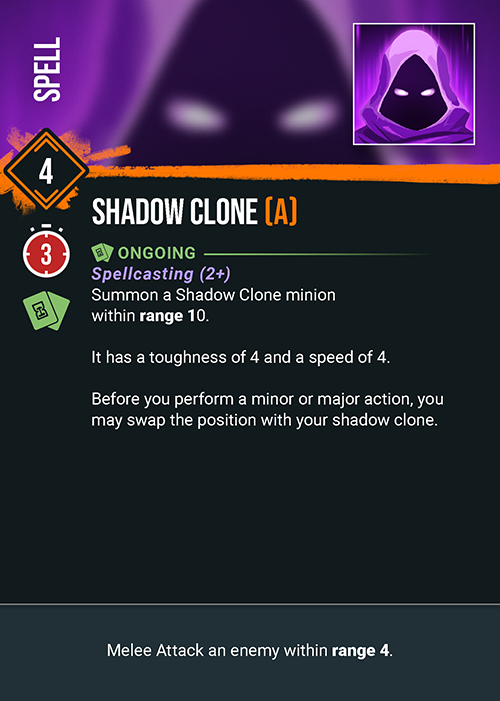 SPELL
4
SHADOW CLONE (A)
3
ONGOING
Spellcasting (2+)
Summon a Shadow Clone minion
within range 10.
It has a toughness of 4 and a speed of 4.
Before you perform a minor or major action, you
may swap the position with your shadow clone.
Melee Attack an enemy within range 4.